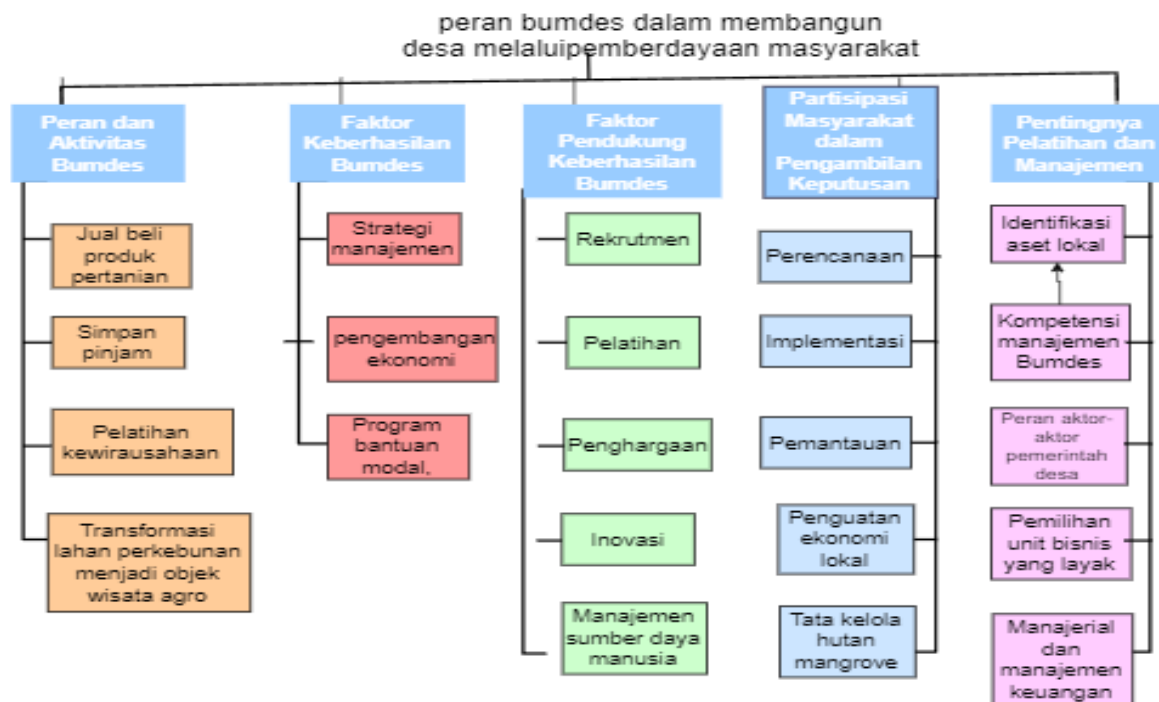 peran bumdes dalam membangun
desa melaluipemberdayaan masyarakat
Peran dan
Aktivitas
Bumdes
Faktor
Keberhasilan
Bumdes
Faktor
Pendukung
Keberhasilan
Bumdes
Partisipasi
Masyarakat
dalam
Pengambilan
Keputusan
Pentingnya
Pelatihan dan
Manajemen
Jual beli
produk
pertanian
Simpan
pinjam
Pelatihan
kewirausahaan
Transformasi
lahan perkebunan
menjadi objek
wisata agro
Strategi
manajemen
pengembangan
ekonomi
Program
bantuan
modal,
Rekrutmen
Pelatihan
Penghargaan
Inovasi
Manajemen
sumber daya
manusia
Perencanaan
Implementasi
Pemantauan
Penguatan
ekonomi
lokal
Tata kelola
hutan
mangrove
Identifikasi
aset lokal
Kompetensi
manajemen
Bumdes
Peran aktor-
aktor
pemerintah
desa
Pemilihan
unit bisnis
yang layak
Manajerial
dan
manajemen
keuangan